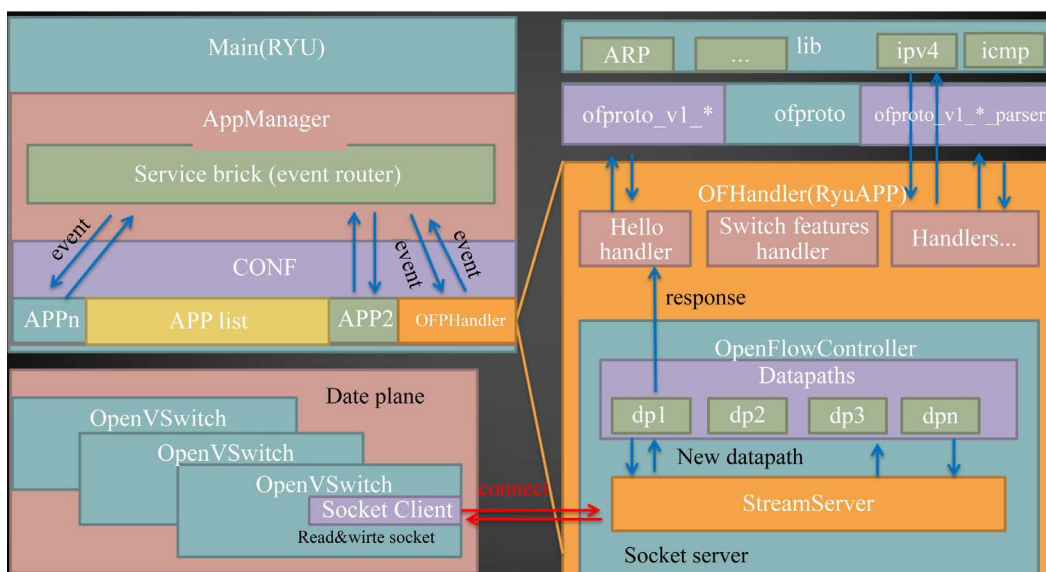 Main(RYU)
AppManager
Service brick (event router)
event
event
event
CONF
APPn
APP list
APP2
OFPHandler
Date plane
OpenVSwitch
OpenVSwitch
OpenVSwitch
Socket Client
Read&wirte socket
connect
lib
ARP
...
ipv4
icmp
ofproto_v1_*
ofproto
ofproto_v1_*_parser
OFHandler(RyuAPP)
Hello
handler
Switch features
handler
Handlers...
response
OpenFlowController
Datapaths
dp1
dp2
dp3
dpn
New datapath
StreamServer
Socket server